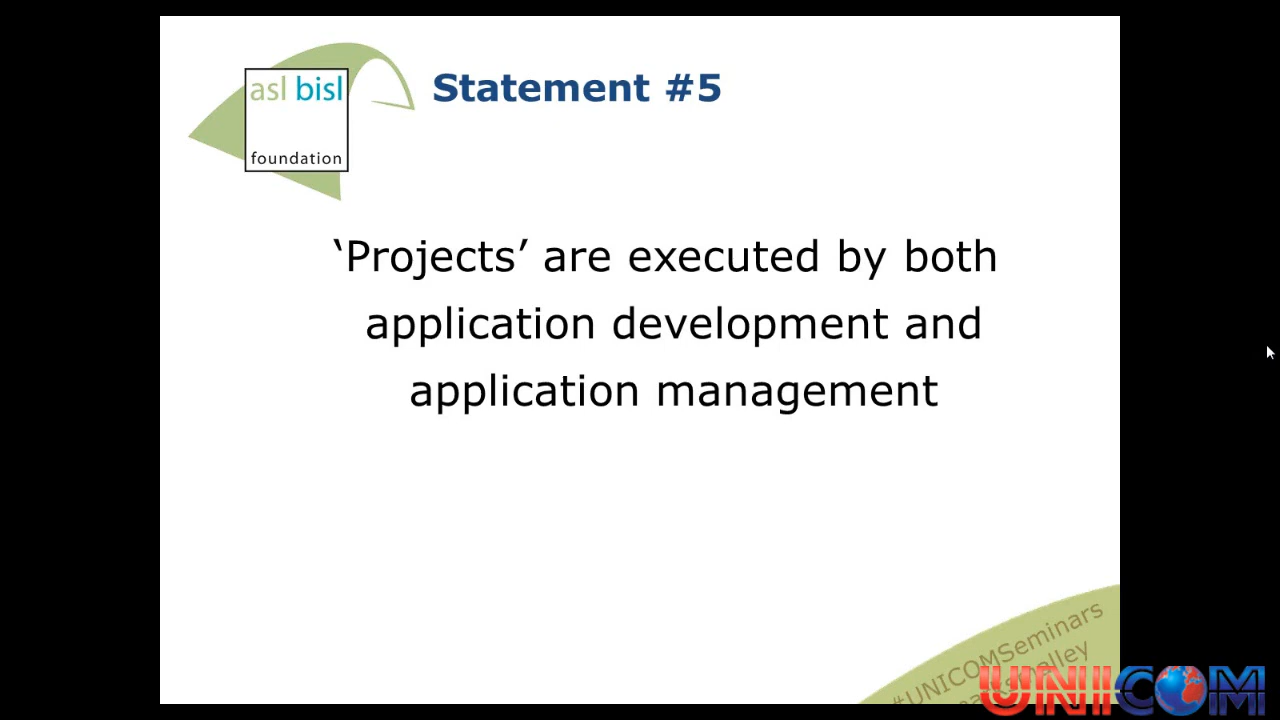 asl bisl
foundation
Statement #5
‘Projects’ are executed by both
application development and
application management
#UNICOMSeminars
UNICOM